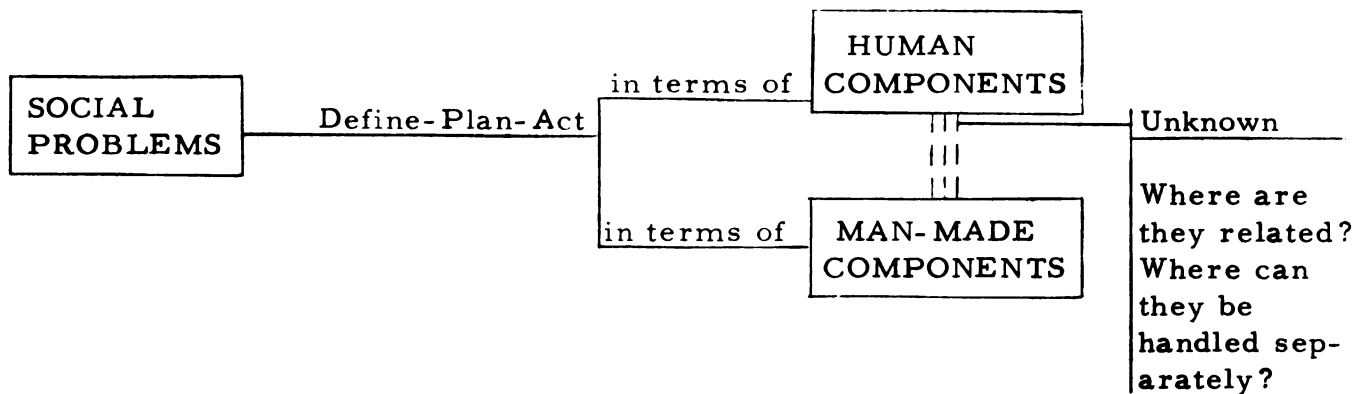 SOCIAL
PROBLEMS
Define-Plan-Act
in terms of
HUMAN
COMPONENTS
in terms of
MAN-MADE
COMPONENTS
Unknown
Where are
they related?
Where can
they be
handled sep-
arately?